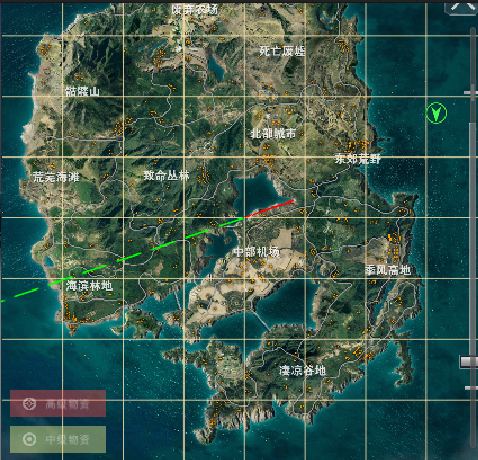 废弃农场
死亡废墟
骷髅山
北部城市
东郊荒野
荒芜海滩
致命丛林
中部机场
季风高地
海滨林地
凄凉谷地
高级物资
中级物资